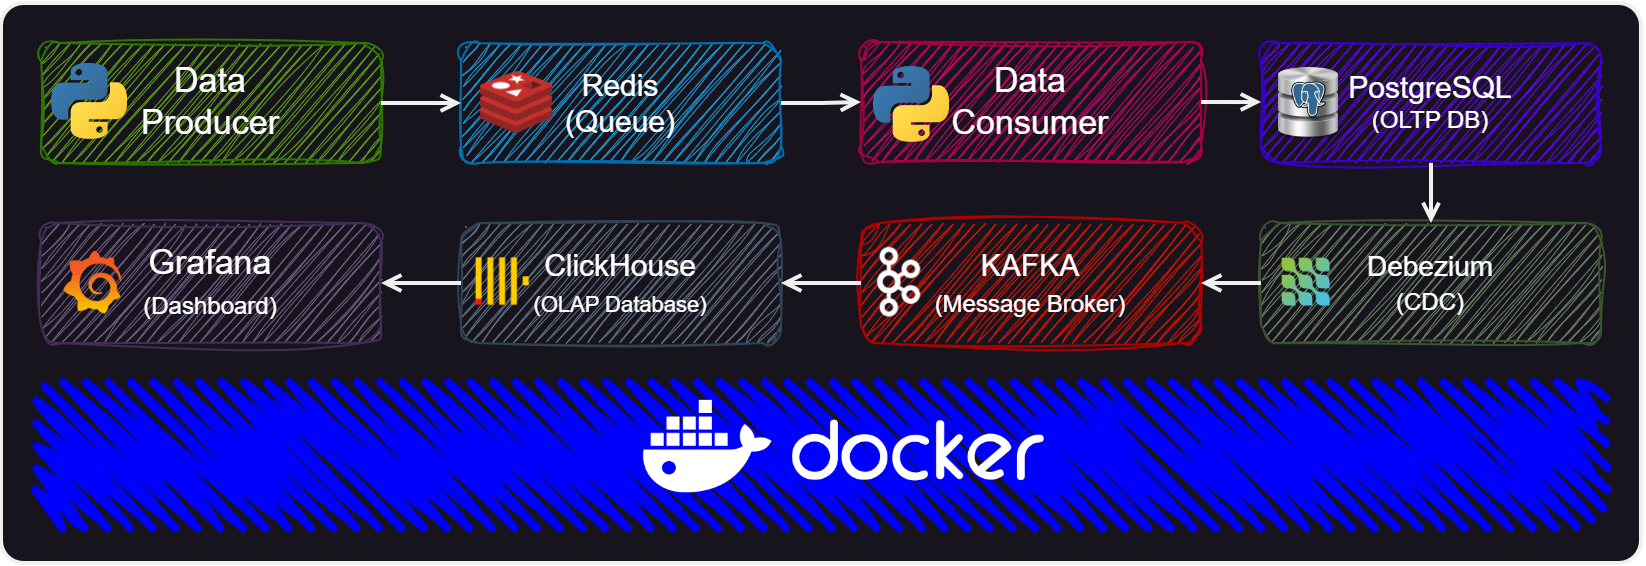 Data
Producer
Redis
(Queue)
Data
Consumer
PostgreSQL
(OLTP DB)
Grafana
(Dashboard)
ClickHouse
(OLAP Database)
KAFKA
(Message Broker)
Debezium
(CDC)
docker